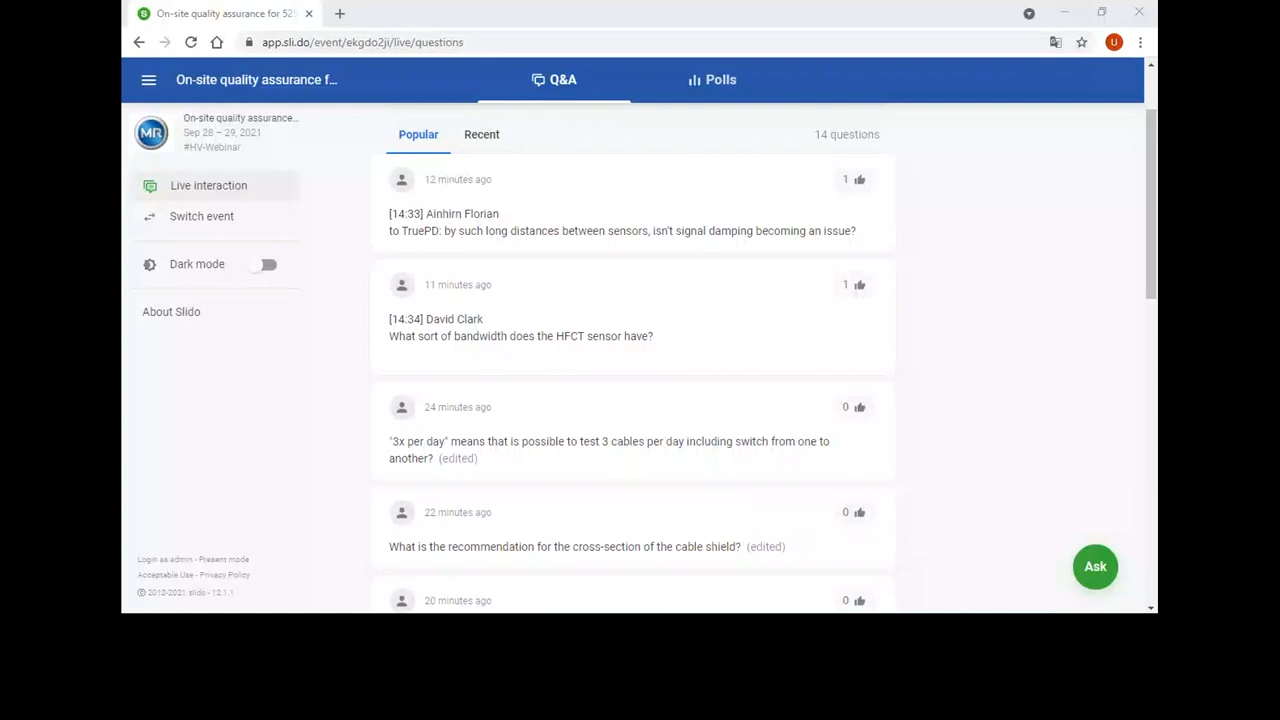 On-site quality assurance for 525
app.sli.do/event/ekgdo2ji/live/questions
U
On-site quality assurance f...
Q&A
Polls
MR
On-site quality assurance...
Sep 28 – 29, 2021
#HV-Webinar
Live interaction
Switch event
Dark mode
About Slido
Popular
Recent
14 questions
12 minutes ago
1
[14:33] Ainhirn Florian
to TruePD: by such long distances between sensors, isn't signal damping becoming an issue?
11 minutes ago
1
[14:34] David Clark
What sort of bandwidth does the HFCT sensor have?
24 minutes ago
0
"3x per day" means that is possible to test 3 cables per day including switch from one to
another? (edited)
22 minutes ago
0
What is the recommendation for the cross-section of the cable shield? (edited)
20 minutes ago
0
Login as admin - Present mode
Acceptable Use - Privacy Policy
© 2012-2021 slido - 12.1.1
Ask